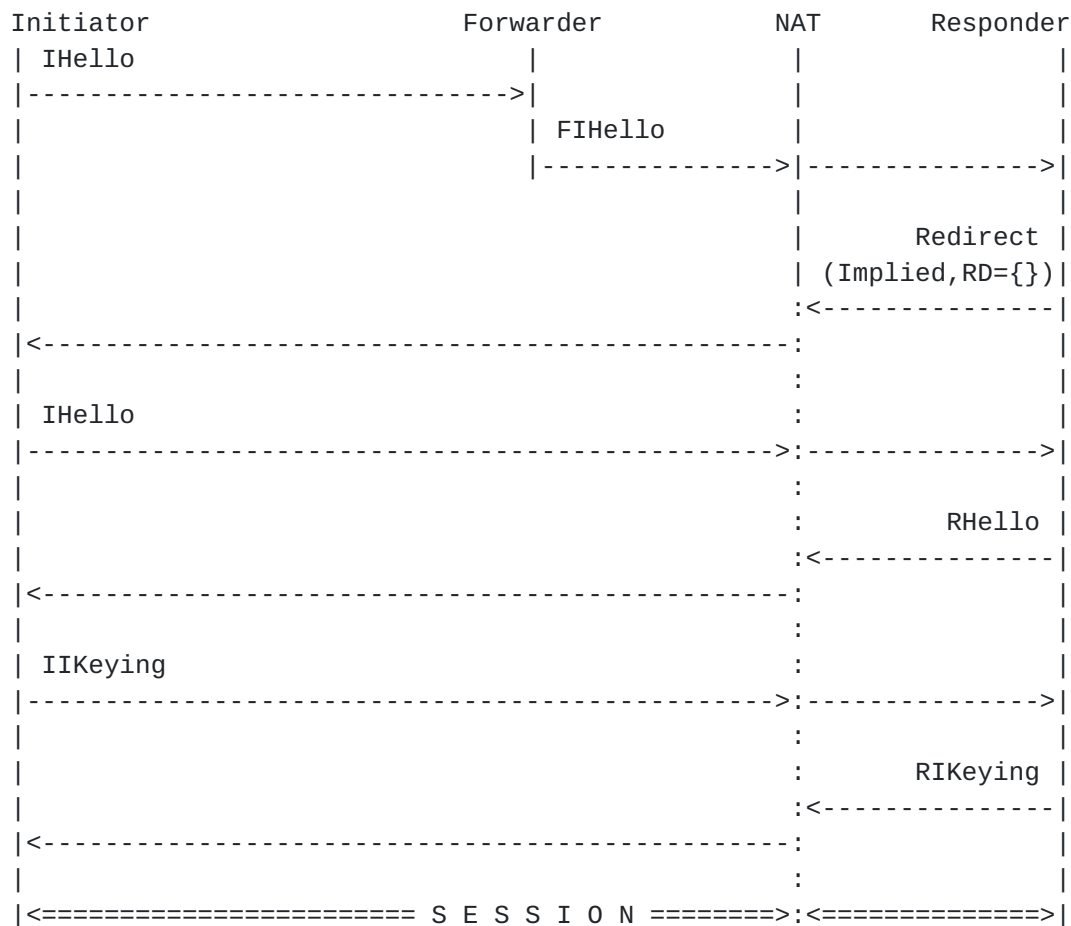 Initiator Forwarder NAT Responder
IHello
FIHello
Redirect
(Implied,RD={})
IHello
RHello
IIKeying
RIKeying
S E S S I O N